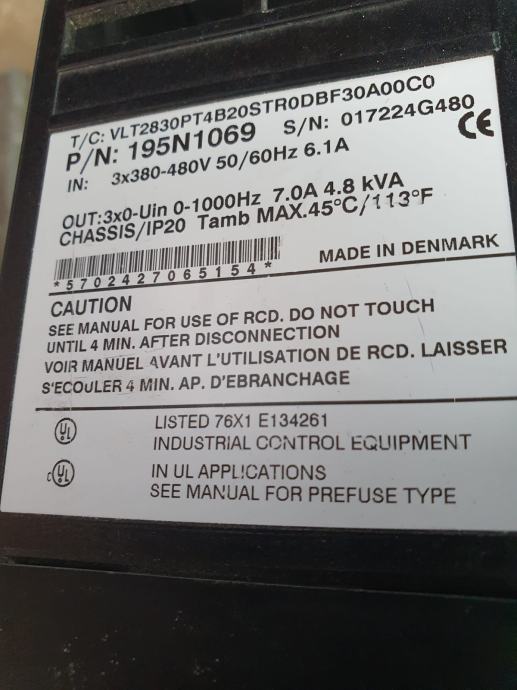 T/C: VLT2830PT4B20STR0DBF30A00C0
P/N: 195N1069 S/N: 017224G480
IN: 3x380-480V 50/60Hz 6.1A
CE
OUT:3x0-Uin 0-1000Hz 7.0A 4.8 kVA
CHASSIS/IP20 Tamb MAX.45°C/113°F
*5702427065154*
MADE IN DENMARK
CAUTION
SEE MANUAL FOR USE OF RCD. DO NOT TOUCH
UNTIL 4 MIN. AFTER DISCONNECTION
VOIR MANUEL AVANT L'UTILISATION DE RCD. LAISSER
S'ECOULER 4 MIN. AP. D'EBRANCHAGE
UL LISTED 76X1 E134261
INDUSTRIAL CONTROL EQUIPMENT
c UL IN UL APPLICATIONS
SEE MANUAL FOR PREFUSE TYPE